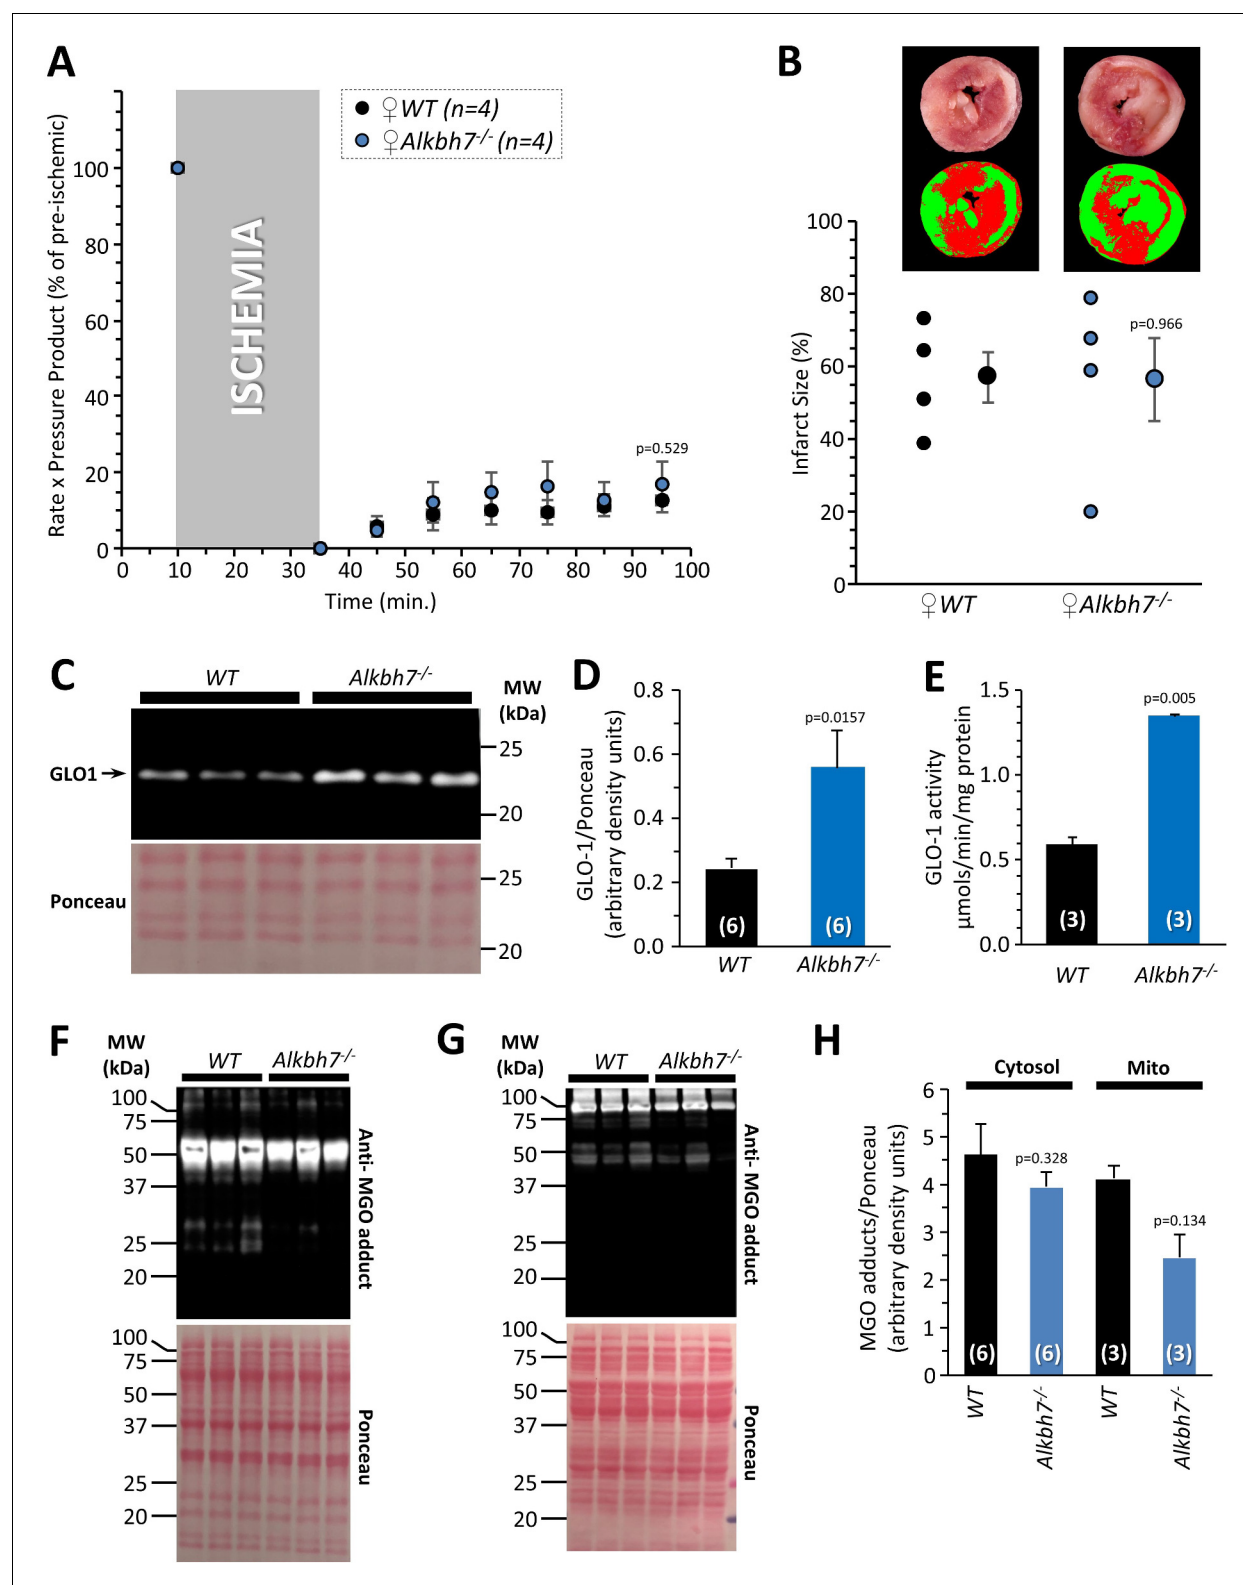 A
Rate x Pressure Product (% of pre-ischemic)
100
80
60
40
20
0
ISCHEMIA
♀WT (n=4)
♀Alkbh7-/- (n=4)
p=0.529
0 10 20 30 40 50 60 70 80 90 100
Time (min.)
B
Infarct Size (%)
100
80
60
40
20
0
p=0.966
♀WT ♀Alkbh7-/-
C
WT Alkbh7-/-
MW
(kDa)
GLO1
25
20
Ponceau
25
20
D
GLO-1/Ponceau
(arbitrary density units)
0.8
0.6
0.4
0.2
0.0
p=0.0157
(6) (6)
WT Alkbh7-/-
E
GLO-1 activity
µmols/min/mg protein
1.5
1.0
0.5
0.0
p=0.005
(3) (3)
WT Alkbh7-/-
F
MW
(kDa)
WT Alkbh7-/-
100
75
50
37
25
20
Anti- MGO adduct
100
75
50
37
25
20
Ponceau
G
MW
(kDa)
WT Alkbh7-/-
100
75
50
37
25
20
Anti- MGO adduct
100
75
50
37
25
20
Ponceau
H
Cytosol Mito
MGO adducts/Ponceau
(arbitrary density units)
6
5
4
3
2
1
0
p=0.328
p=0.134
(6) (6) (3) (3)
WT Alkbh7-/- WT Alkbh7-/-